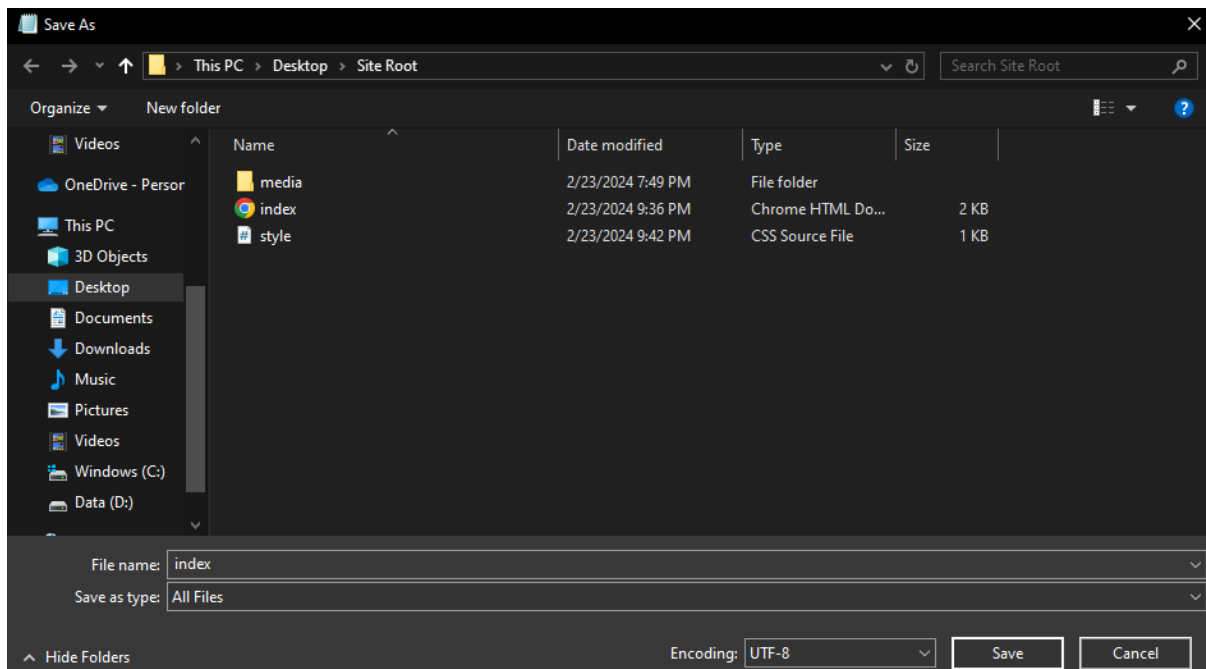 Save As
This PC > Desktop > Site Root
Search Site Root
Organize
New folder
Name
Date modified
Type
Size
media
2/23/2024 7:49 PM
File folder
index
2/23/2024 9:36 PM
Chrome HTML Do...
2 KB
style
2/23/2024 9:42 PM
CSS Source File
1 KB
Videos
OneDrive - Person
This PC
3D Objects
Desktop
Documents
Downloads
Music
Pictures
Videos
Windows (C:)
Data (D:)
File name: index
Save as type: All Files
Hide Folders
Encoding: UTF-8
Save
Cancel